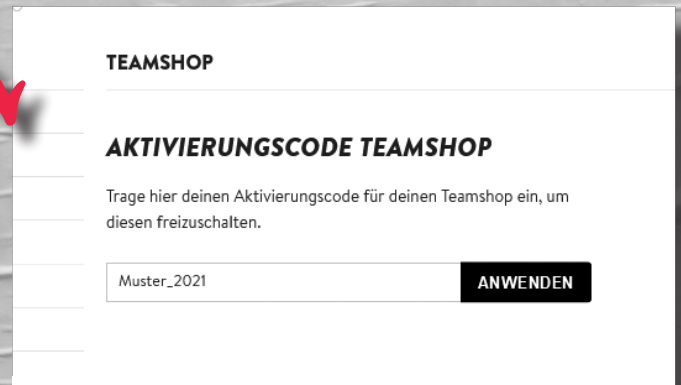 TEAMSHOP
AKTIVIERUNGSCODE TEAMSHOP
Trage hier deinen Aktivierungscode für deinen Teamshop ein, um
diesen freizuschalten.
Muster_2021 ANWENDEN